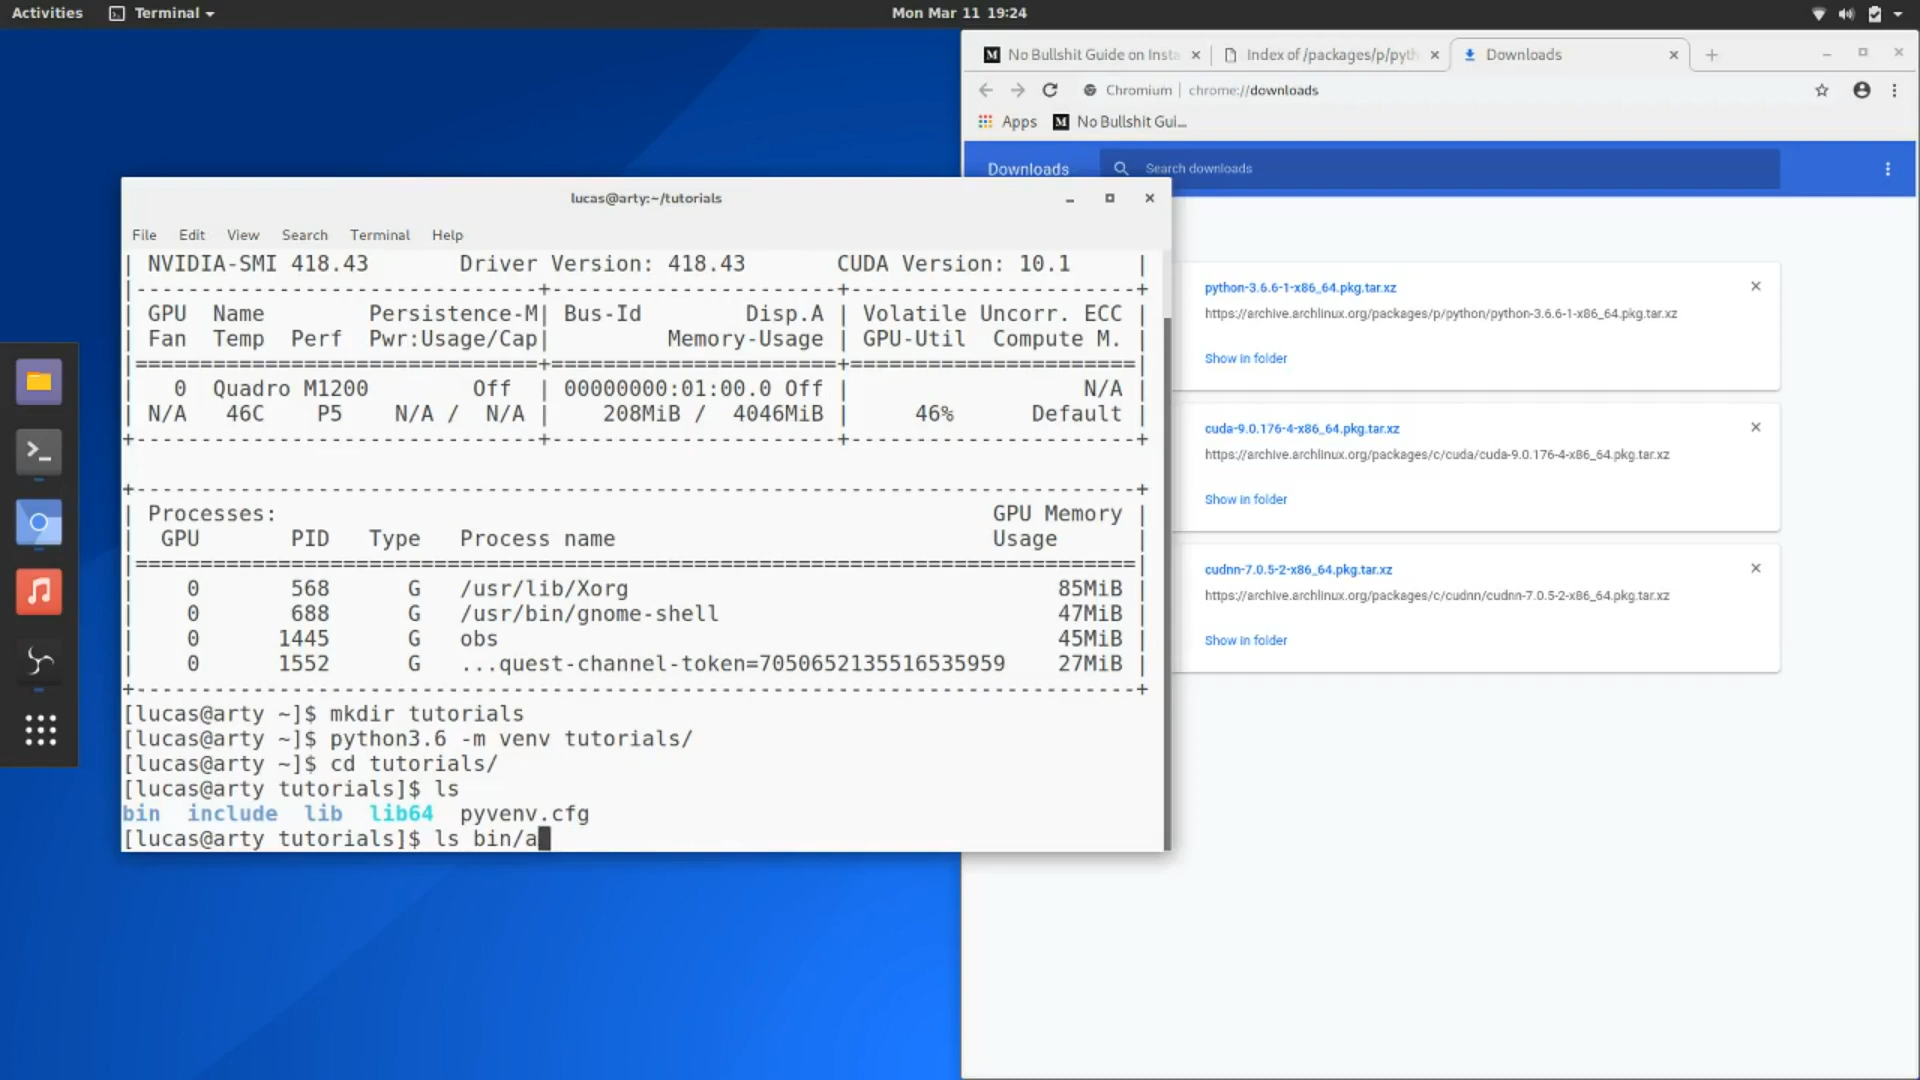 Activities
Terminal
Mon Mar 11 19:24
No Bullshit Guide on Insta
Index of /packages/p/pyth
Downloads
Chromium
chrome://downloads
Apps
No Bullshit Gui...
Downloads
Search downloads
lucas@arty:~/tutorials
File Edit View Search Terminal Help
| NVIDIA-SMI 418.43       Driver Version: 418.43       CUDA Version: 10.1     |
|-------------------------------+----------------------+----------------------+
| GPU  Name        Persistence-M| Bus-Id        Disp.A | Volatile Uncorr. ECC |
| Fan  Temp  Perf  Pwr:Usage/Cap|         Memory-Usage | GPU-Util  Compute M. |
|===============================+======================+======================|
|   0  Quadro M1200        Off  | 00000000:01:00.0 Off |                  N/A |
| N/A   46C    P5    N/A /  N/A |    208MiB /  4046MiB |     46%      Default |
+-------------------------------+----------------------+----------------------+
+-----------------------------------------------------------------------------+
| Processes:                                                       GPU Memory |
|  GPU       PID   Type   Process name                             Usage      |
|=============================================================================|
|    0       568      G   /usr/lib/Xorg                                 85MiB |
|    0       688      G   /usr/bin/gnome-shell                          47MiB |
|    0      1445      G   obs                                           45MiB |
|    0      1552      G   ...quest-channel-token=7050652135516535959    27MiB |
+-----------------------------------------------------------------------------+
[lucas@arty ~]$ mkdir tutorials
[lucas@arty ~]$ python3.6 -m venv tutorials/
[lucas@arty ~]$ cd tutorials/
[lucas@arty tutorials]$ ls
bin  include  lib  lib64  pyvenv.cfg
[lucas@arty tutorials]$ ls bin/a
python-3.6.6-1-x86_64.pkg.tar.xz
https://archive.archlinux.org/packages/p/python/python-3.6.6-1-x86_64.pkg.tar.xz
Show in folder
cuda-9.0.176-4-x86_64.pkg.tar.xz
https://archive.archlinux.org/packages/c/cuda/cuda-9.0.176-4-x86_64.pkg.tar.xz
Show in folder
cudnn-7.0.5-2-x86_64.pkg.tar.xz
https://archive.archlinux.org/packages/c/cudnn/cudnn-7.0.5-2-x86_64.pkg.tar.xz
Show in folder